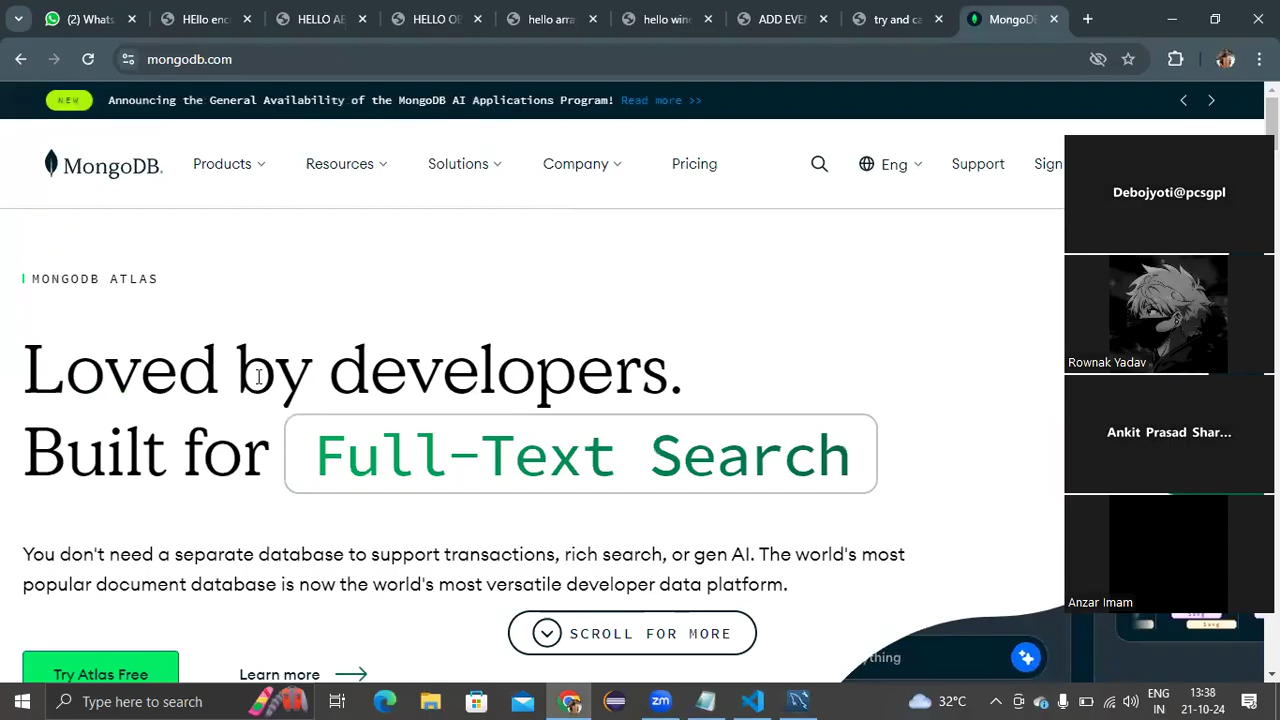 (2) Whats
HEllo enc
HELLO AE
HELLO OE
hello arra
hello winc
ADD EVE
try and ca
MongoDB
mongodb.com
NEW
Announcing the General Availability of the MongoDB AI Applications Program! Read more >>
MongoDB.
Products
Resources
Solutions
Company
Pricing
Eng
Support
Sign
Debojyoti@pcsgpl
MONGODB ATLAS
Rownak Yadav
Loved by developers.
Ankit Prasad Shar...
Built for Full-Text Search
You don't need a separate database to support transactions, rich search, or gen AI. The world's most
popular document database is now the world's most versatile developer data platform.
Anzar Imam
SCROLL FOR MORE
ything
Try Atlas Free
Learn more
Type here to search
zm
32°C
ENG
IN
13:38
21-10-24